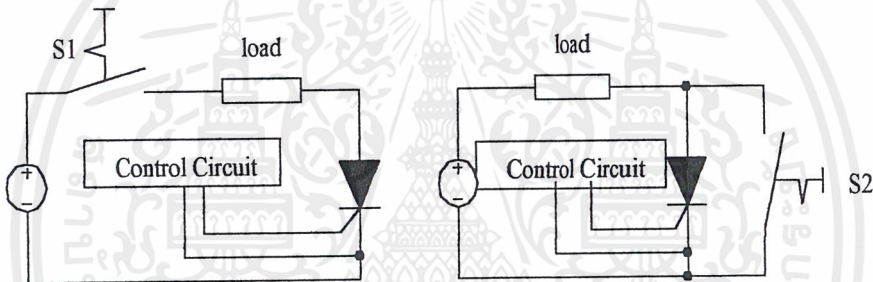 S1
load
load
+
-
Control Circuit
+
-
Control Circuit
S2